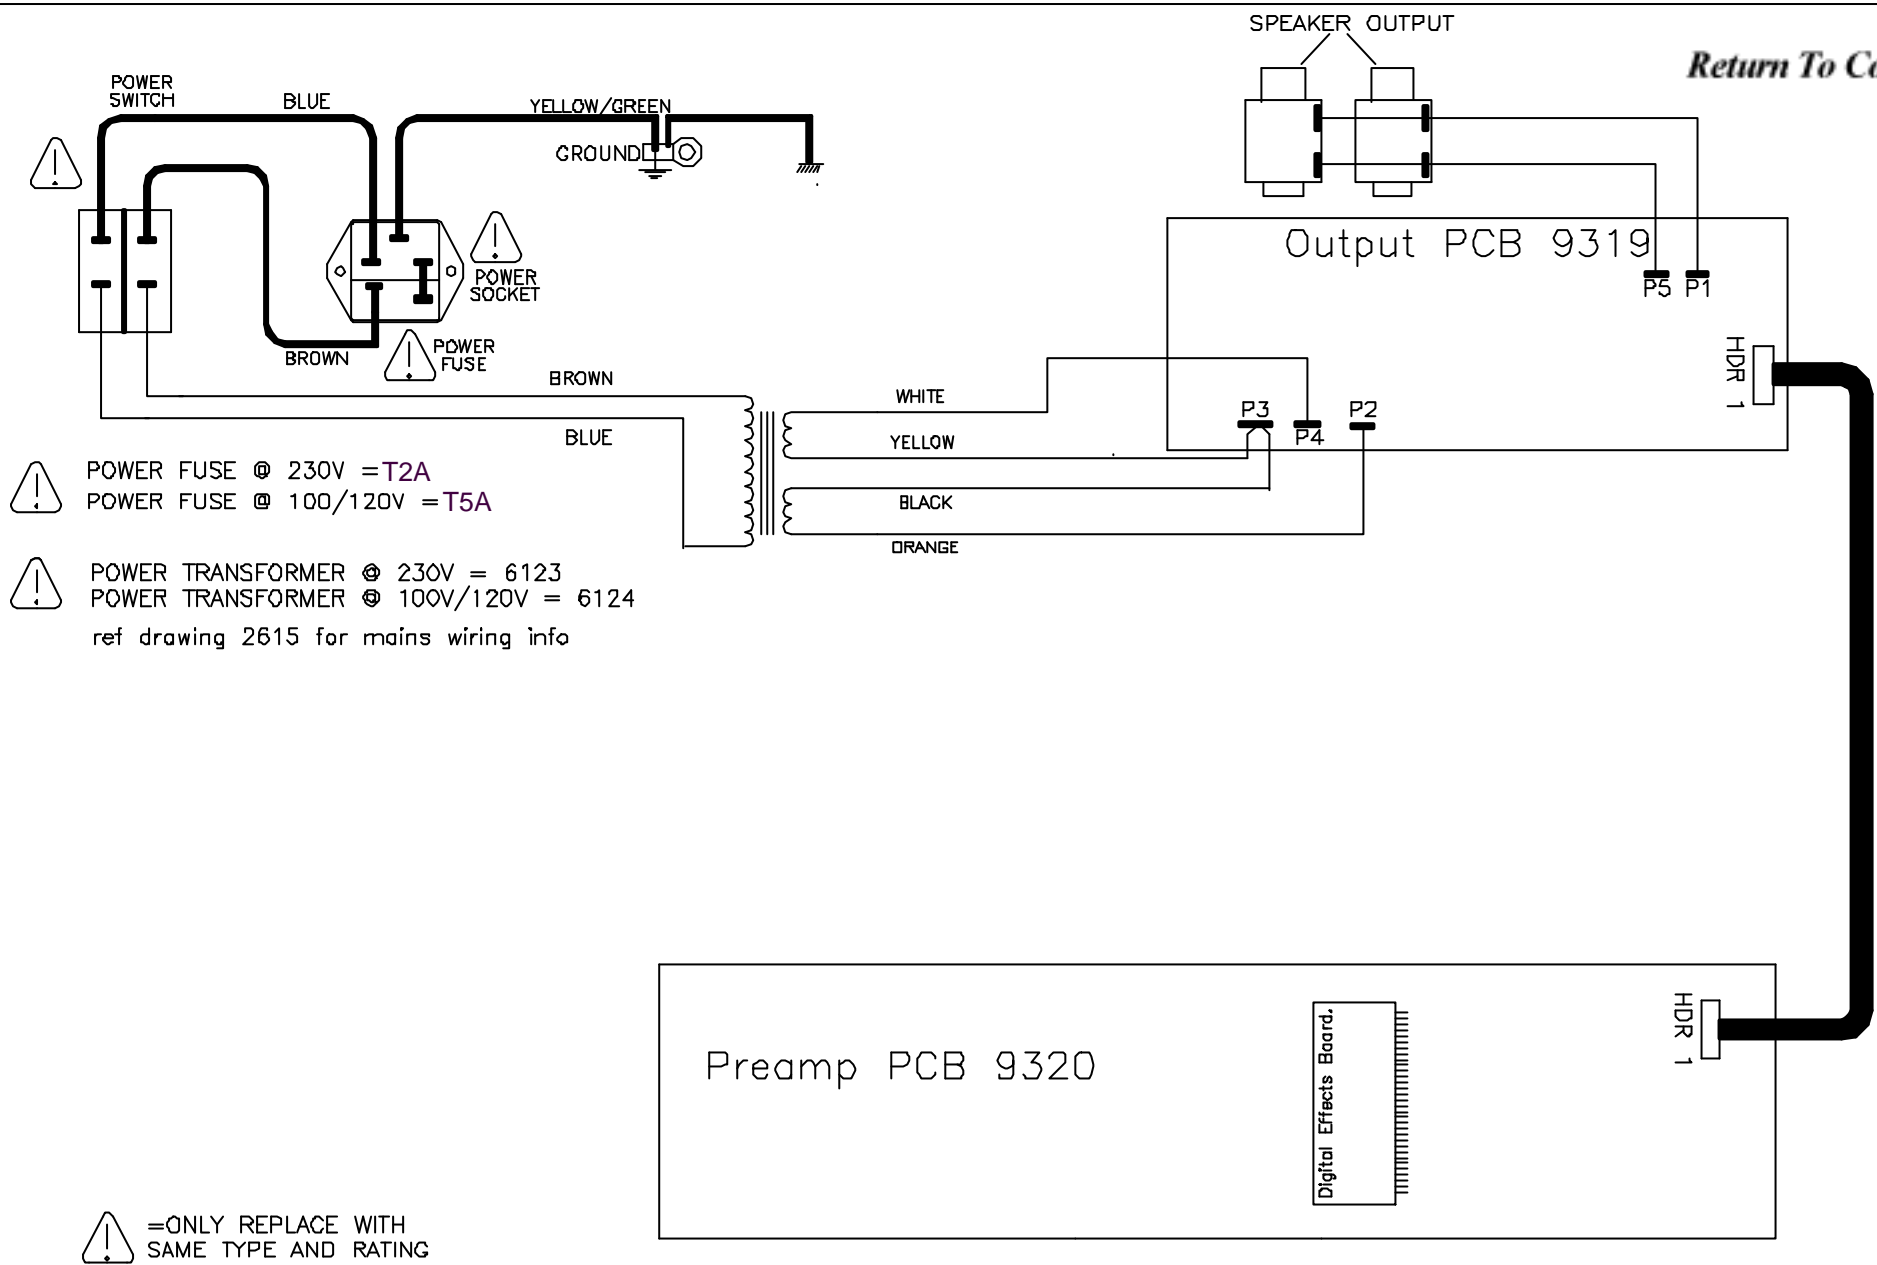 SPEAKER OUTPUT
Return To Co
POWER
SWITCH
BLUE
YELLOW/GREEN
GROUND
POWER
SOCKET
BROWN
POWER
FUSE
Output PCB 9319
P5 P1
HDR 1
BROWN
BLUE
WHITE
YELLOW
P3
P4
P2
BLACK
ORANGE
POWER FUSE @ 230V =T2A
POWER FUSE @ 100/120V =T5A
POWER TRANSFORMER @ 230V = 6123
POWER TRANSFORMER @ 100V/120V = 6124
ref drawing 2615 for mains wiring info
Preamp PCB 9320
Digital Effects Board.
HDR 1
=ONLY REPLACE WITH
SAME TYPE AND RATING